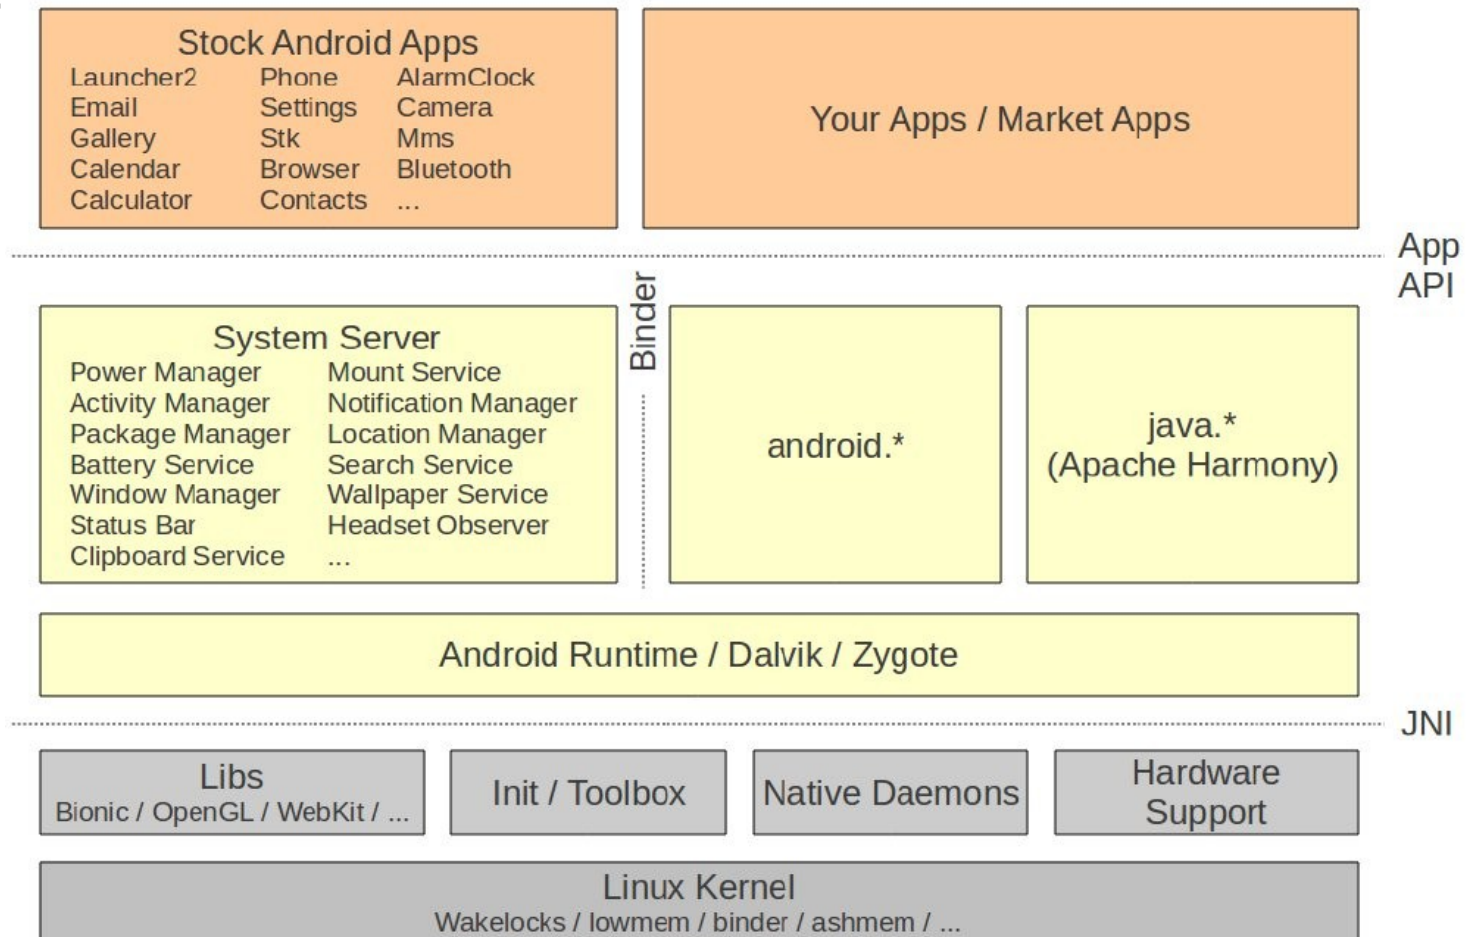 Stock Android Apps
Launcher2 Phone AlarmClock
Email Settings Camera
Gallery Stk Mms
Calendar Browser Bluetooth
Calculator Contacts ...
Your Apps / Market Apps
App
API
Binder
System Server
Power Manager Mount Service
Activity Manager Notification Manager
Package Manager Location Manager
Battery Service Search Service
Window Manager Wallpaper Service
Status Bar Headset Observer
Clipboard Service ...
android.*
java.*
(Apache Harmony)
Android Runtime / Dalvik / Zygote
JNI
Libs
Bionic / OpenGL / WebKit / ...
Init / Toolbox
Native Daemons
Hardware
Support
Linux Kernel
Wakelocks / lowmem / binder / ashmem / ...